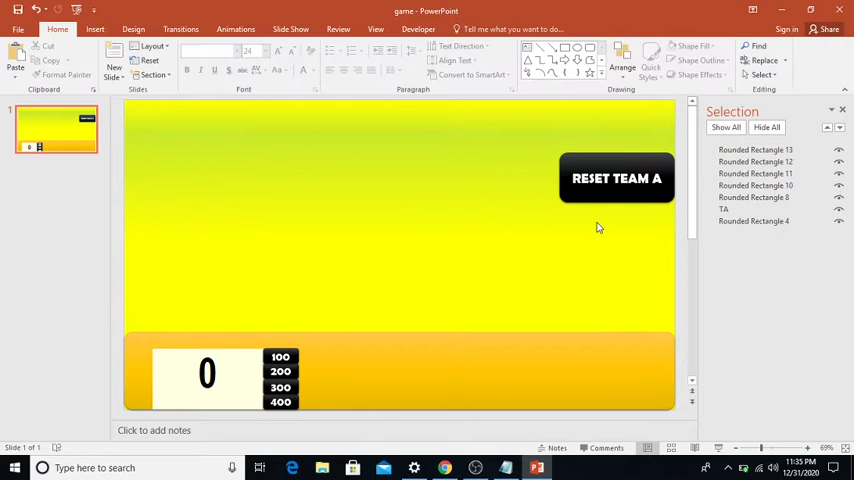 game - PowerPoint
File Home Insert Design Transitions Animations Slide Show Review View Developer Tell me what you want to do... Sign in Share
Cut Layout 24 Text Direction Shape Fill Find
Copy Reset Align Text Shape Outline Replace
Paste Format Painter New Slide Section B I U S abc AV Aa A Convert to SmartArt Arrange Quick Styles Shape Effects Select
Clipboard Slides Font Paragraph Drawing Editing
1
RESET TEAM A
0
100
200
300
400
Selection
Show All Hide All
Rounded Rectangle 13
Rounded Rectangle 12
Rounded Rectangle 11
Rounded Rectangle 10
Rounded Rectangle 8
TA
Rounded Rectangle 4
Click to add notes
Slide 1 of 1 Notes Comments 69%
Type here to search
11:35 PM
12/31/2020